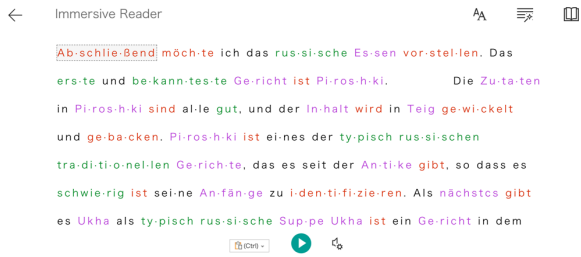 Immersive Reader
Ab·schlie·ßend möch·te ich das rus·si·sche Es·sen vor·stel·len. Das
ers·te und be·kann·tes·te Ge·richt ist Pi·ros·h·ki. Die Zu·ta·ten
in Pi·ros·h·ki sind al·le gut, und der In·halt wird in Teig ge·wi·ckelt
und ge·ba·cken. Pi·ros·h·ki ist ei·nes der ty·pisch rus·si·schen
tra·di·ti·o·nel·len Ge·rich·te, das es seit der An·ti·ke gibt, so dass es
schwie·rig ist sei·ne An·fän·ge zu i·den·ti·fi·zie·ren. Als nächstcs gibt
es Ukha als ty·pisch rus·si·sche Sup·pe Ukha ist ein Ge·richt in dem
(Ctrl)